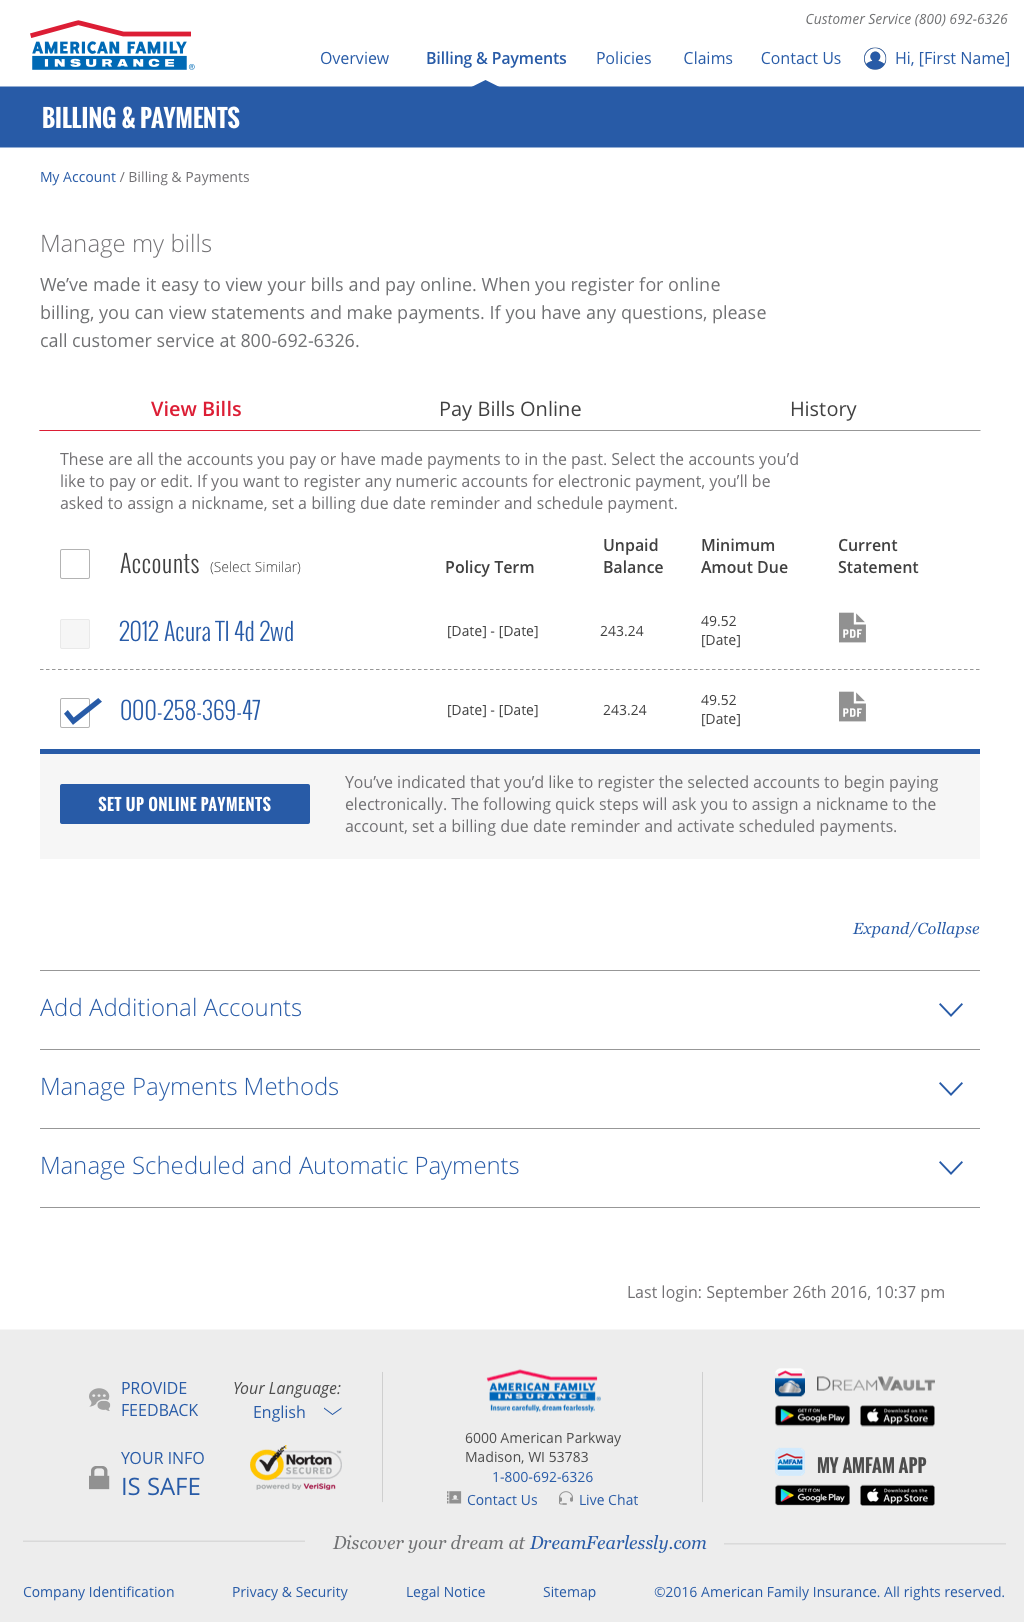 Customer Service (800) 692-6326
AMERICAN FAMILY
INSURANCE®
Overview Billing & Payments Policies Claims Contact Us Hi, [First Name]
BILLING & PAYMENTS
My Account / Billing & Payments
Manage my bills
We’ve made it easy to view your bills and pay online. When you register for online
billing, you can view statements and make payments. If you have any questions, please
call customer service at 800-692-6326.
View Bills Pay Bills Online History
These are all the accounts you pay or have made payments to in the past. Select the accounts you’d
like to pay or edit. If you want to register any numeric accounts for electronic payment, you’ll be
asked to assign a nickname, set a billing due date reminder and schedule payment.
Accounts (Select Similar)
Policy Term
Unpaid
Balance
Minimum
Amout Due
Current
Statement
2012 Acura Tl 4d 2wd
[Date] - [Date]
243.24
49.52
[Date]
PDF
000-258-369-47
[Date] - [Date]
243.24
49.52
[Date]
PDF
SET UP ONLINE PAYMENTS
You’ve indicated that you’d like to register the selected accounts to begin paying
electronically. The following quick steps will ask you to assign a nickname to the
account, set a billing due date reminder and activate scheduled payments.
Expand/Collapse
Add Additional Accounts
Manage Payments Methods
Manage Scheduled and Automatic Payments
Last login: September 26th 2016, 10:37 pm
PROVIDE
FEEDBACK
Your Language:
English
YOUR INFO
IS SAFE
Norton
SECURED
powered by VeriSign
AMERICAN FAMILY
INSURANCE®
Insure carefully, dream fearlessly.
6000 American Parkway
Madison, WI 53783
1-800-692-6326
Contact Us Live Chat
DREAMVAULT
GET IT ON
Google Play
Download on the
App Store
AMFAM
MY AMFAM APP
GET IT ON
Google Play
Download on the
App Store
Discover your dream at DreamFearlessly.com
Company Identification Privacy & Security Legal Notice Sitemap ©2016 American Family Insurance. All rights reserved.